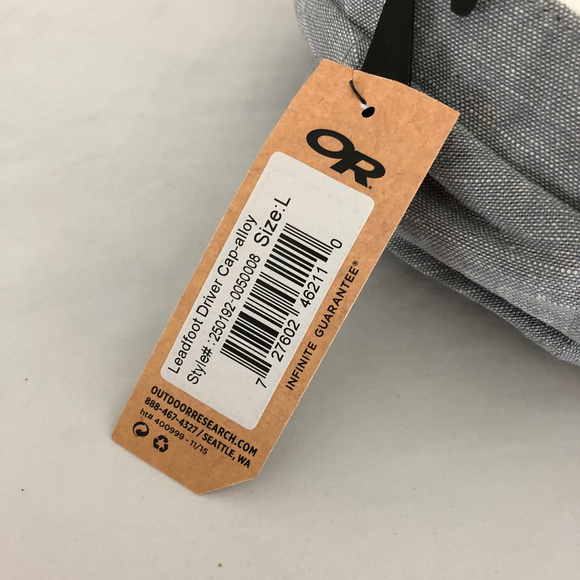 OR®
Leadfoot Driver Cap-alloy
Style#:250192-0050008 Size:L
7 27602 46211 0
INFINITE GUARANTEE®
OUTDOORRESEARCH.COM
888-467-4327 / SEATTLE, WA
ht# 400999 - 11/15